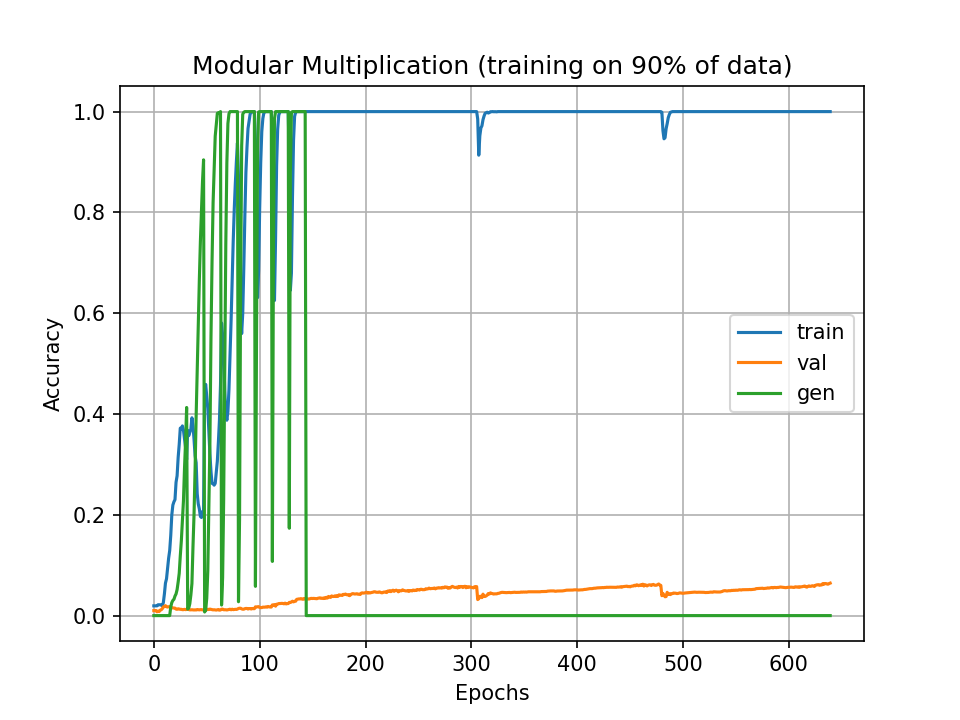 Modular Multiplication (training on 90% of data)
Accuracy
1.0
0.8
0.6
0.4
0.2
0.0
train
val
gen
0 100 200 300 400 500 600
Epochs